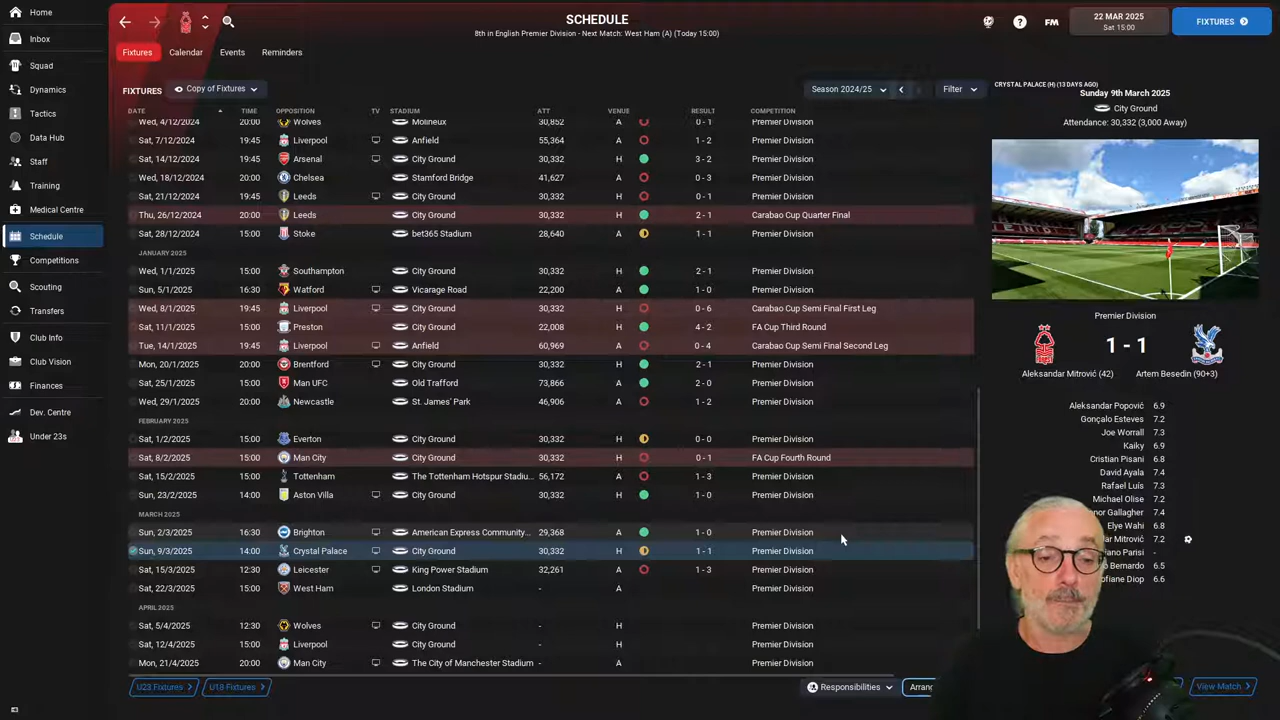 Home
Inbox
Squad
Dynamics
Tactics
Data Hub
Staff
Training
Medical Centre
Schedule
Competitions
Scouting
Transfers
Club Info
Club Vision
Finances
Dev. Centre
Under 23s
SCHEDULE
8th in English Premier Division - Next Match: West Ham (A) (Today 15:00)
? FM
22 MAR 2025
Sat 15:00
FIXTURES
Fixtures Calendar Events Reminders
FIXTURES Copy of Fixtures Season 2024/25 Filter
DATE TIME OPPOSITION TV STADIUM ATT VENUE RESULT COMPETITION
Wed, 4/12/2024 20:00 Wolves Molineux 30,852 A 0 - 1 Premier Division
Sat, 7/12/2024 19:45 Liverpool Anfield 55,364 A 1 - 2 Premier Division
Sat, 14/12/2024 19:45 Arsenal City Ground 30,332 H 3 - 2 Premier Division
Wed, 18/12/2024 20:00 Chelsea Stamford Bridge 41,627 A 0 - 3 Premier Division
Sat, 21/12/2024 19:45 Leeds City Ground 30,332 H 0 - 1 Premier Division
Thu, 26/12/2024 20:00 Leeds City Ground 30,332 H 2 - 1 Carabao Cup Quarter Final
Sat, 28/12/2024 15:00 Stoke bet365 Stadium 28,640 A 1 - 1 Premier Division
JANUARY 2025
Wed, 1/1/2025 15:00 Southampton City Ground 30,332 H 2 - 1 Premier Division
Sun, 5/1/2025 16:30 Watford Vicarage Road 22,200 A 1 - 0 Premier Division
Wed, 8/1/2025 19:45 Liverpool City Ground 30,332 H 0 - 6 Carabao Cup Semi Final First Leg
Sat, 11/1/2025 15:00 Preston City Ground 22,008 H 4 - 2 FA Cup Third Round
Tue, 14/1/2025 19:45 Liverpool Anfield 60,969 A 0 - 4 Carabao Cup Semi Final Second Leg
Mon, 20/1/2025 20:00 Brentford City Ground 30,332 H 2 - 1 Premier Division
Sat, 25/1/2025 15:00 Man UFC Old Trafford 73,866 A 2 - 0 Premier Division
Wed, 29/1/2025 20:00 Newcastle St. James' Park 46,906 A 1 - 2 Premier Division
FEBRUARY 2025
Sat, 1/2/2025 15:00 Everton City Ground 30,332 H 0 - 0 Premier Division
Sat, 8/2/2025 15:00 Man City City Ground 30,332 H 0 - 1 FA Cup Fourth Round
Sat, 15/2/2025 15:00 Tottenham The Tottenham Hotspur Stadiu... 56,172 A 1 - 3 Premier Division
Sun, 23/2/2025 14:00 Aston Villa City Ground 30,332 H 1 - 0 Premier Division
MARCH 2025
Sun, 2/3/2025 16:30 Brighton American Express Community... 29,368 A 1 - 0 Premier Division
Sun, 9/3/2025 14:00 Crystal Palace City Ground 30,332 H 1 - 1 Premier Division
Sat, 15/3/2025 12:30 Leicester King Power Stadium 32,261 A 1 - 3 Premier Division
Sat, 22/3/2025 15:00 West Ham London Stadium - A Premier Division
APRIL 2025
Sat, 5/4/2025 12:30 Wolves City Ground - H Premier Division
Sat, 12/4/2025 15:00 Liverpool City Ground - H Premier Division
Mon, 21/4/2025 20:00 Man City The City of Manchester Stadium - A Premier Division
U23 Fixtures U18 Fixtures Responsibilities Arrang View Match
CRYSTAL PALACE (H) (13 DAYS AGO)
Sunday 9th March 2025
City Ground
Attendance: 30,332 (3,000 Away)
Premier Division
1 - 1
Aleksandar Mitrović (42) Artem Besedin (90+3)
Aleksandar Popović 6.9
Gonçalo Esteves 7.2
Joe Worrall 7.3
Kaiky 6.9
Cristian Pisani 6.8
David Ayala 7.4
Rafael Luís 7.3
Michael Olise 7.2
nor Gallagher 7.4
Elye Wahi 6.8
ar Mitrović 7.2
ano Parisi -
o Bernardo 6.5
ofiane Diop 6.6